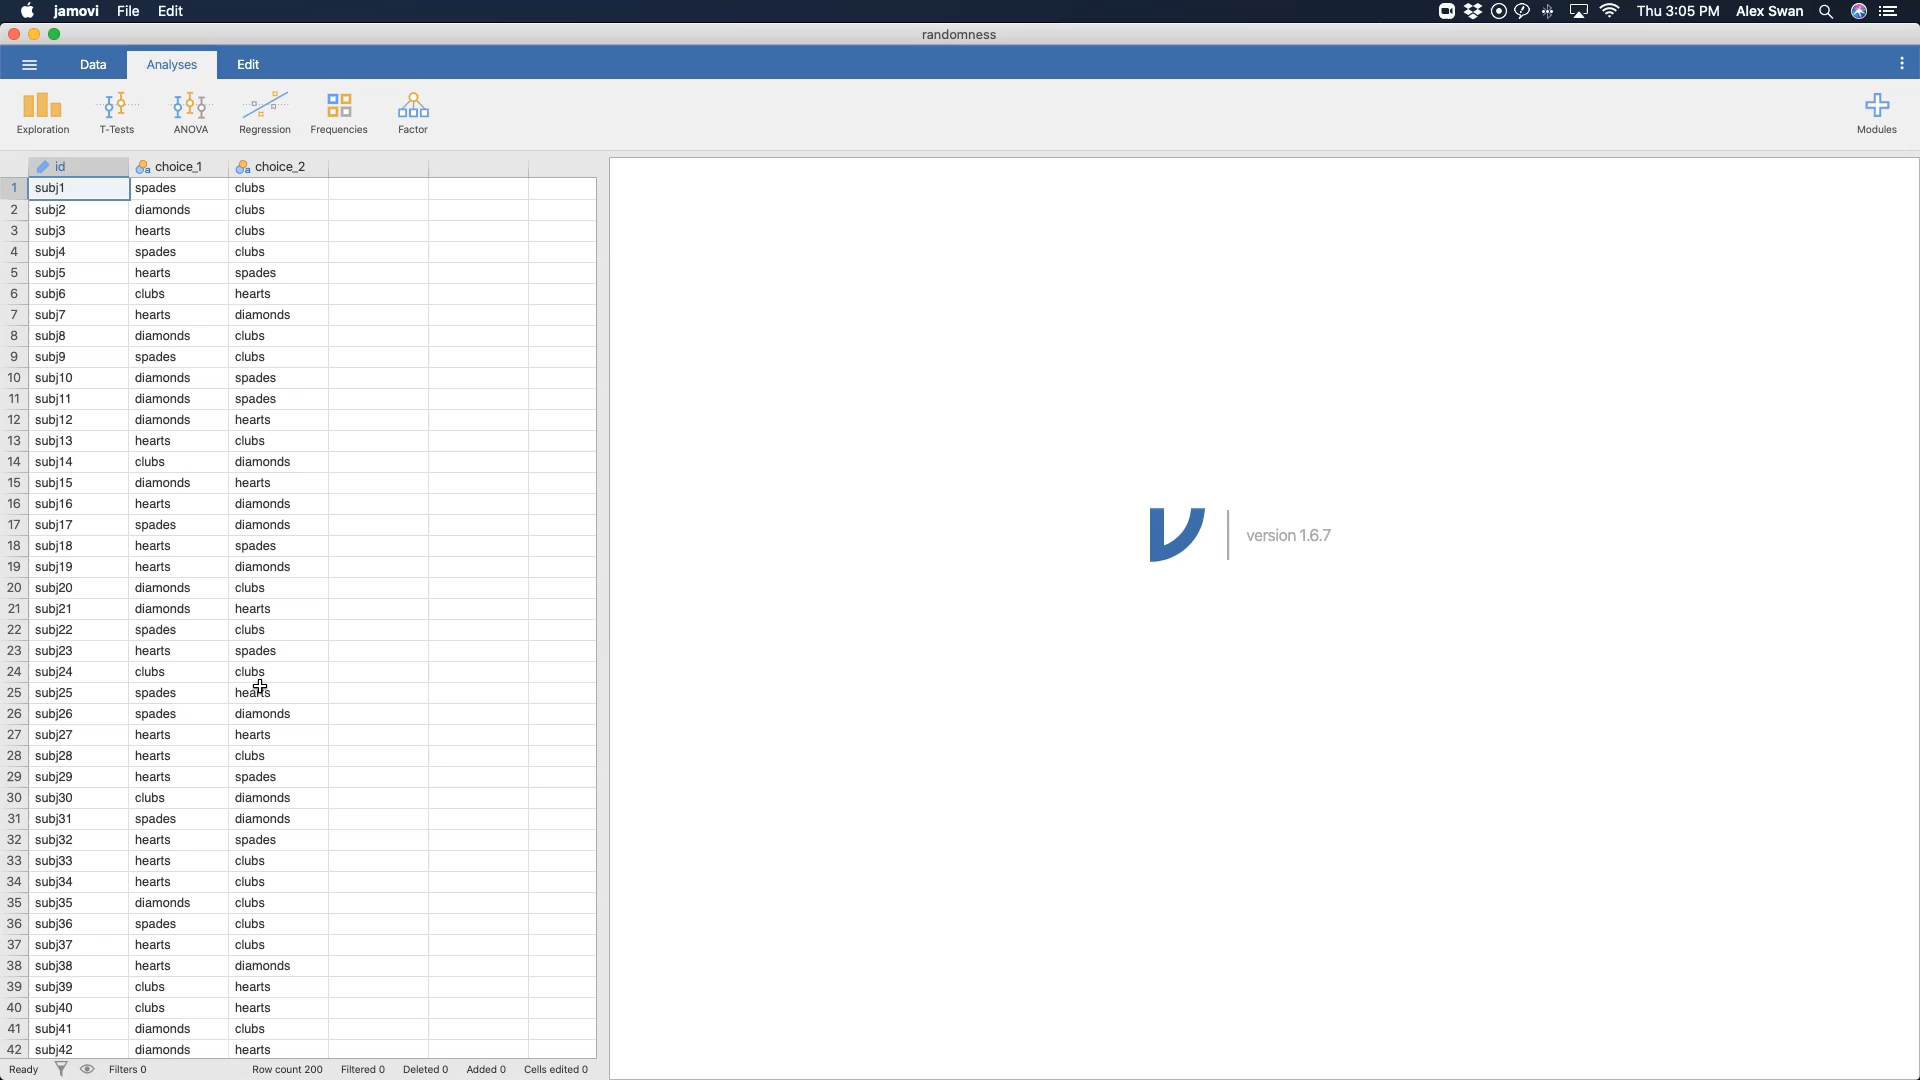 jamovi File Edit Thu 3:05 PM Alex Swan
randomness
Data Analyses Edit
Exploration T-Tests ANOVA Regression Frequencies Factor Modules
id choice_1 choice_2
1 subj1 spades clubs
2 subj2 diamonds clubs
3 subj3 hearts clubs
4 subj4 spades clubs
5 subj5 hearts spades
6 subj6 clubs hearts
7 subj7 hearts diamonds
8 subj8 diamonds clubs
9 subj9 spades clubs
10 subj10 diamonds spades
11 subj11 diamonds spades
12 subj12 diamonds hearts
13 subj13 hearts clubs
14 subj14 clubs diamonds
15 subj15 diamonds hearts
16 subj16 hearts diamonds
17 subj17 spades diamonds
version 1.6.7
18 subj18 hearts spades
19 subj19 hearts diamonds
20 subj20 diamonds clubs
21 subj21 diamonds hearts
22 subj22 spades clubs
23 subj23 hearts spades
24 subj24 clubs clubs
25 subj25 spades hearts
26 subj26 spades diamonds
27 subj27 hearts hearts
28 subj28 hearts clubs
29 subj29 hearts spades
30 subj30 clubs diamonds
31 subj31 spades diamonds
32 subj32 hearts spades
33 subj33 hearts clubs
34 subj34 hearts clubs
35 subj35 diamonds clubs
36 subj36 spades clubs
37 subj37 hearts clubs
38 subj38 hearts diamonds
39 subj39 clubs hearts
40 subj40 clubs hearts
41 subj41 diamonds clubs
42 subj42 diamonds hearts
Ready Filters 0 Row count 200 Filtered 0 Deleted 0 Added 0 Cells edited 0